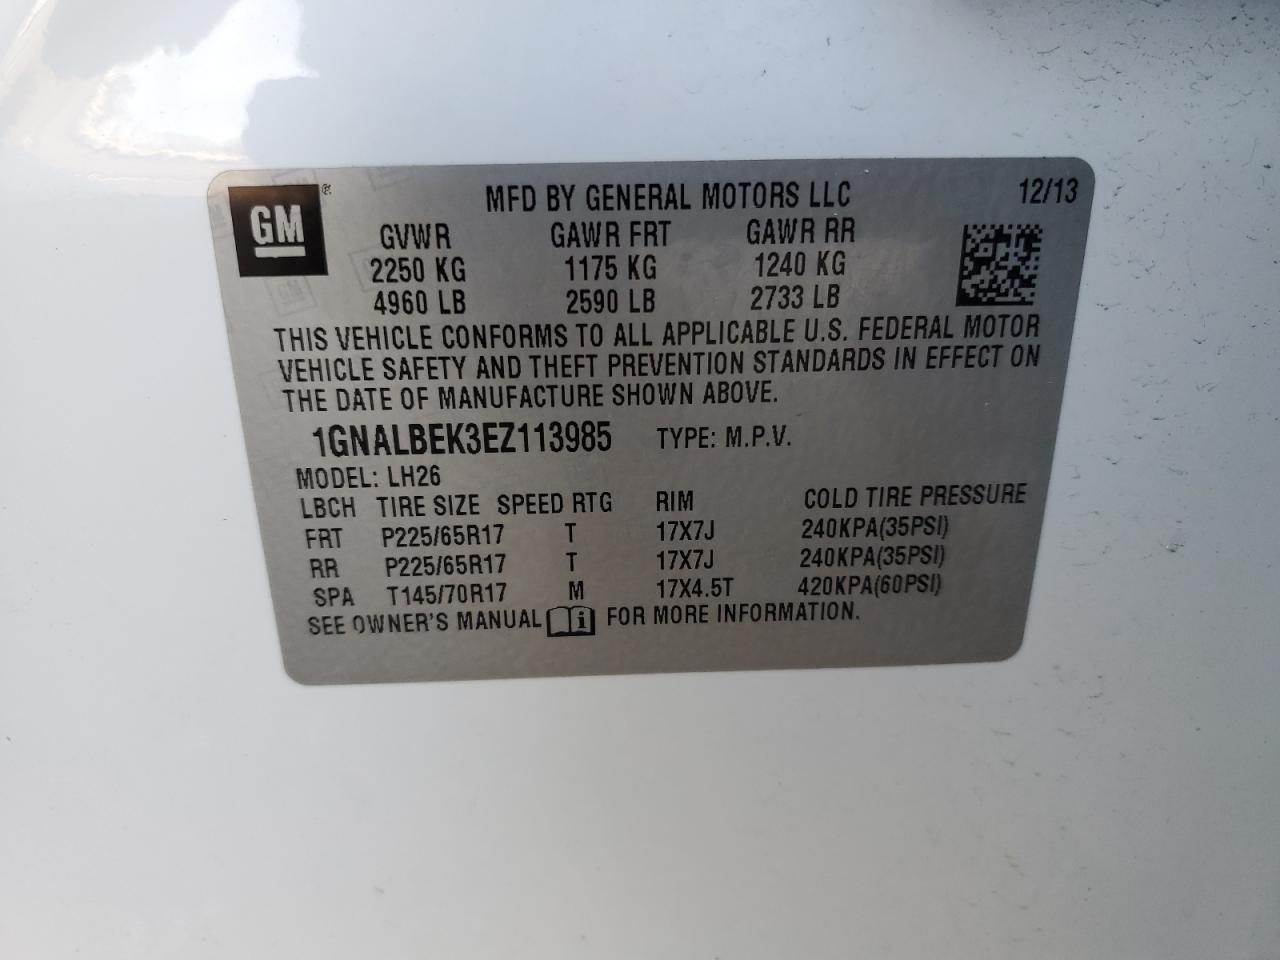 GM ® MFD BY GENERAL MOTORS LLC 12/13
GVWR GAWR FRT GAWR RR
2250 KG 1175 KG 1240 KG
4960 LB 2590 LB 2733 LB
THIS VEHICLE CONFORMS TO ALL APPLICABLE U.S. FEDERAL MOTOR
VEHICLE SAFETY AND THEFT PREVENTION STANDARDS IN EFFECT ON
THE DATE OF MANUFACTURE SHOWN ABOVE.
1GNALBEK3EZ113985 TYPE: M.P.V.
MODEL: LH26
LBCH TIRE SIZE SPEED RTG RIM COLD TIRE PRESSURE
FRT P225/65R17 T 17X7J 240KPA(35PSI)
RR P225/65R17 T 17X7J 240KPA(35PSI)
SPA T145/70R17 M 17X4.5T 420KPA(60PSI)
SEE OWNER'S MANUAL i FOR MORE INFORMATION.